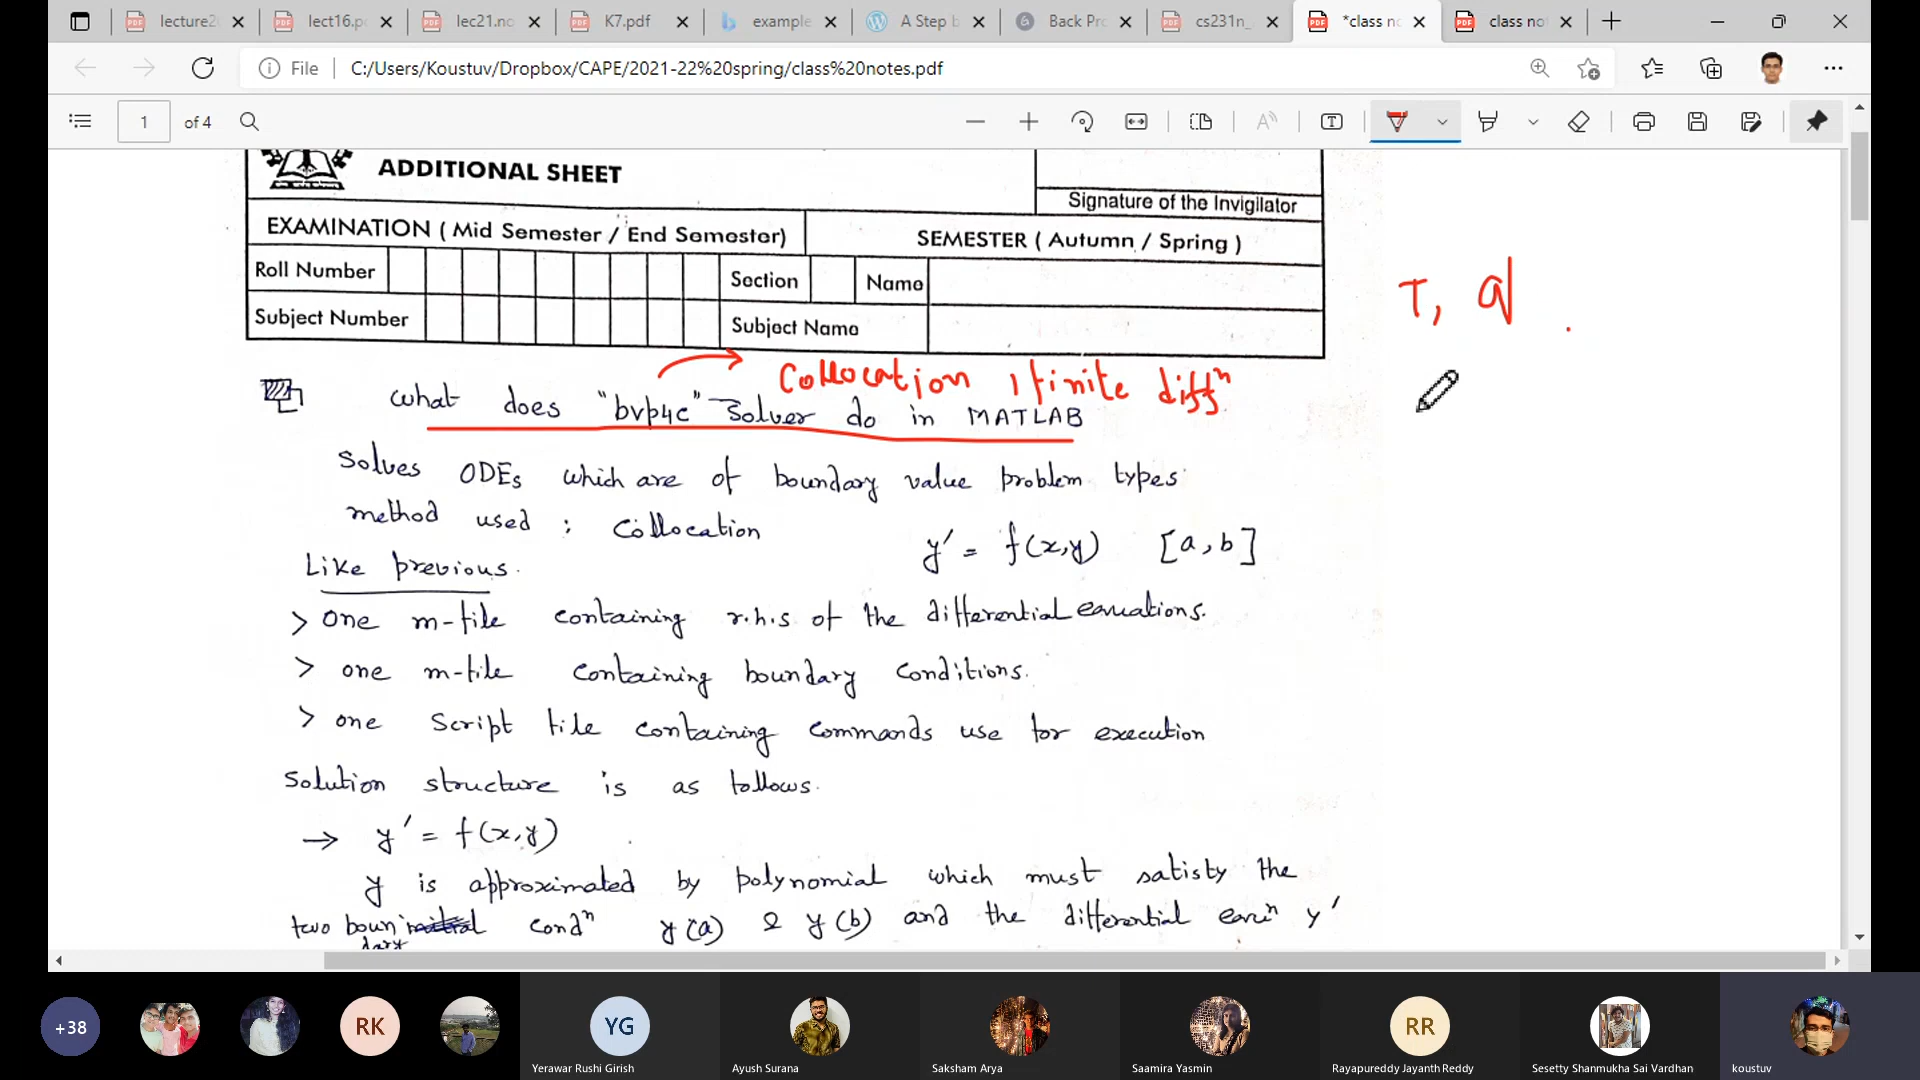 lecture2 lect16.p lec21.no K7.pdf example A Step b Back Pro cs231n_ *class no class no
File C:/Users/Koustuv/Dropbox/CAPE/2021-22%20spring/class%20notes.pdf
1 of 4
ADDITIONAL SHEET
Signature of the Invigilator
EXAMINATION ( Mid Semester / End Semester) SEMESTER ( Autumn / Spring )
Roll Number Section Name
Subject Number Subject Name
T, q
Collocation / finite diffn
What does "bvp4c" solver do in MATLAB
Solves ODEs which are of boundary value problem types
method used : Collocation
y' = f(x,y) [a,b]
Like previous.
> One m-file containing r.h.s of the differential equations.
> one m-file containing boundary conditions.
> one script file containing commands use for execution
Solution structure is as follows.
→ y' = f(x,y)
y is approximated by polynomial which must satisfy the
two boundary condn y(a) & y(b) and the differential eqn y'
+38 RK YG RR
Yerawar Rushi Girish Ayush Surana Saksham Arya Saamira Yasmin Rayapureddy Jayanth Reddy Sesetty Shanmukha Sai Vardhan koustuv